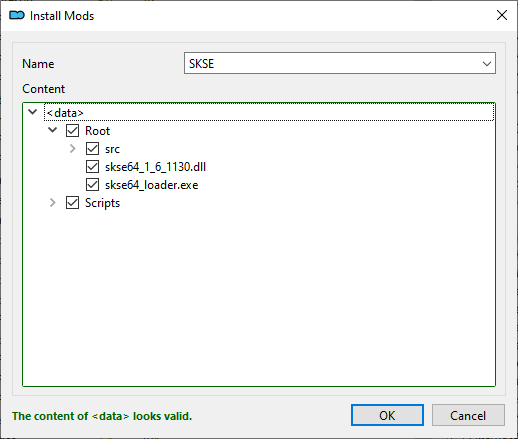 Install Mods
Name
SKSE
Content
<data>
Root
src
skse64_1_6_1130.dll
skse64_loader.exe
Scripts
The content of <data> looks valid.
OK
Cancel